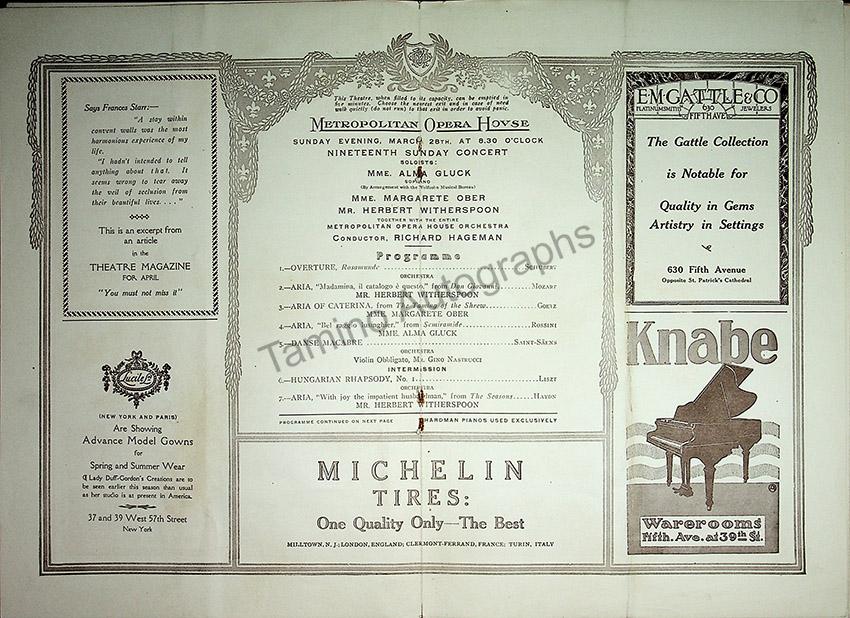 Says Frances Starr:—
"A stay within
convent walls was the most
harmonious experience of my
life.
"I hadn't intended to tell
anything about that. It
seems wrong to tear away
the veil of seclusion from
their beautiful lives. . . ."
This is an excerpt from
an article
in the
THEATRE MAGAZINE
FOR APRIL
"You must not miss it"
Lucile Ltd
(NEW YORK AND PARIS)
Are Showing
Advance Model Gowns
for
Spring and Summer Wear
¶ Lady Duff-Gordon's Creations are to
be seen earlier this season than usual
as her studio is at present in America.
37 and 39 West 57th Street
New York
This Theatre, when filled to its capacity, can be emptied in
five minutes. Choose the nearest exit and in case of need
walk quietly (do not run) to that exit in order to avoid panic.
METROPOLITAN OPERA HOVSE
SUNDAY EVENING, MARCH 28TH, AT 8.30 O'CLOCK
NINETEENTH SUNDAY CONCERT
SOLOISTS:
MME. ALMA GLUCK
SOPRANO
(By Arrangement with the Wolfsohn Musical Bureau)
MME. MARGARETE OBER
MR. HERBERT WITHERSPOON
TOGETHER WITH THE ENTIRE
METROPOLITAN OPERA HOUSE ORCHESTRA
CONDUCTOR, RICHARD HAGEMAN
Programme
1.—OVERTURE, Rosamunde SCHUBERT
ORCHESTRA
2.—ARIA, "Madamina, il catalogo è questo," from Don Giovanni MOZART
MR. HERBERT WITHERSPOON
3.—ARIA OF CATERINA, from The Taming of the Shrew GOETZ
MME. MARGARETE OBER
4.—ARIA, "Bel raggio lusinghier," from Semiramide ROSSINI
MME. ALMA GLUCK
5.—DANSE MACABRE SAINT-SÄENS
ORCHESTRA
Violin Obbligato, MR. GINO NASTRUCCI
INTERMISSION
6.—HUNGARIAN RHAPSODY, No. 1 LISZT
ORCHESTRA
7.—ARIA, "With joy the impatient husbandman," from The Seasons HAYDN
MR. HERBERT WITHERSPOON
PROGRAMME CONTINUED ON NEXT PAGE HARDMAN PIANOS USED EXCLUSIVELY
MICHELIN
TIRES:
One Quality Only—The Best
MILLTOWN, N. J.; LONDON, ENGLAND; CLERMONT-FERRAND, FRANCE; TURIN, ITALY
E.M. GATTLE & CO
PLATINUMSMITHS 630 JEWELERS
FIFTH AVE.
The Gattle Collection
is Notable for
Quality in Gems
Artistry in Settings
630 Fifth Avenue
Opposite St. Patrick's Cathedral
Knabe
Warerooms
Fifth. Ave. at 39th St.
Tamino Autographs